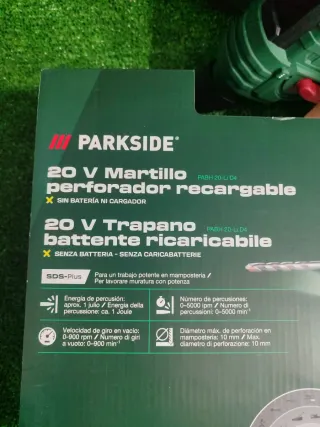 PARKSIDE®
20 V Martillo PABH 20-Li D4
perforador recargable
SIN BATERÍA NI CARGADOR
20 V Trapano PABH 20-Li D4
battente ricaricabile
SENZA BATTERIA - SENZA CARICABATTERIE
SDS-Plus
Para un trabajo potente en mampostería /
Per lavorare muratura con potenza
Energía de percusión:
aprox. 1 julio / Energia della
percussione: ca. 1 Joule
Número de percusiones:
0–5000 rpm / Numero di
percussioni: 0–5000 min⁻¹
Velocidad de giro en vacío:
0–900 rpm / Numero di giri
a vuoto: 0–900 min⁻¹
Diámetro máx. de perforación en
mampostería: 10 mm / Max.
diametro di perforazione: 10 mm